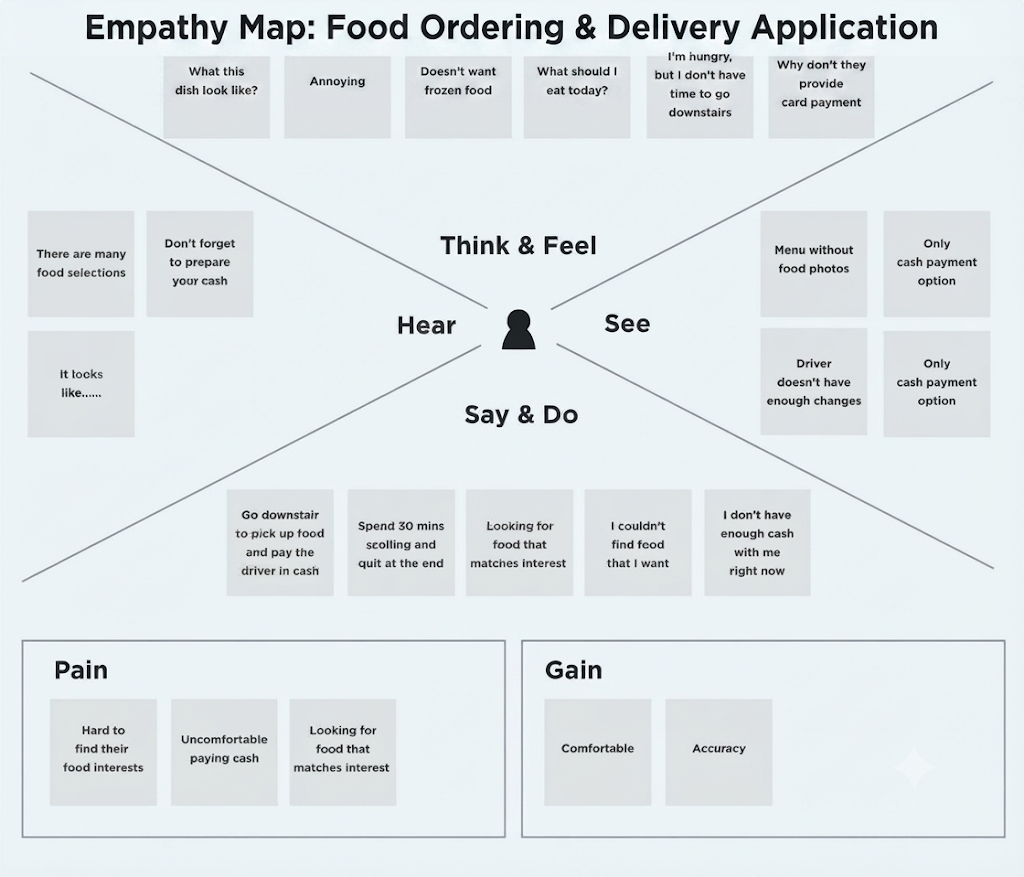 Empathy Map: Food Ordering & Delivery Application
What this
dish look like?
Annoying
Doesn't want
frozen food
What should I
eat today?
I'm hungry,
but I don't have
time to go
downstairs
Why don't they
provide
card payment
Think & Feel
There are many
food selections
Don't forget
to prepare
your cash
it looks
like......
Hear
See
Menu without
food photos
Only
cash payment
option
Driver
doesn't have
enough changes
Only
cash payment
option
Say & Do
Go downstair
to pick up food
and pay the
driver in cash
Spend 30 mins
scolling and
quit at the end
Looking for
food that
matches interest
I couldn't
find food
that I want
I don't have
enough cash
with me
right now
Pain
Hard to
find their
food interests
Uncomfortable
paying cash
Looking for
food that
matches interest
Gain
Comfortable
Accuracy